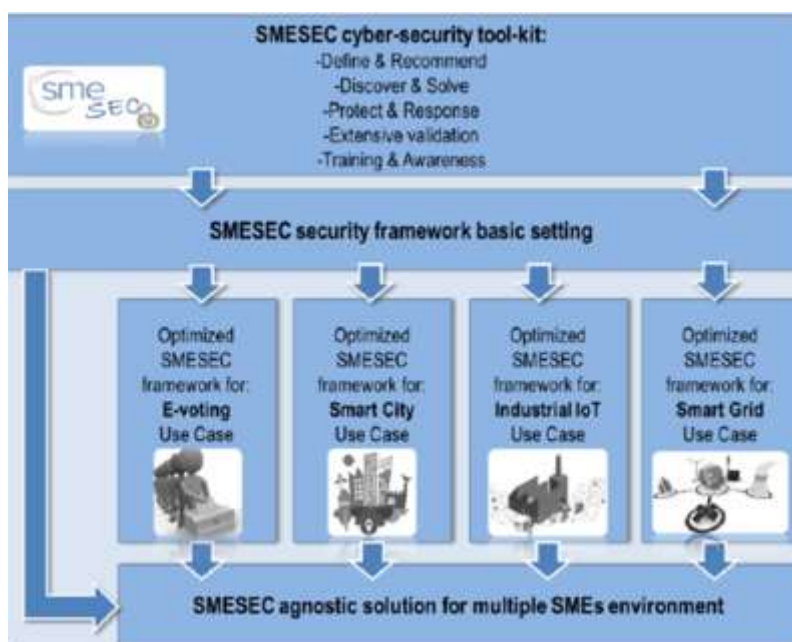 SMESEC cyber-security tool-kit:
-Define & Recommend
-Discover & Solve
-Protect & Response
-Extensive validation
-Training & Awareness
sme
SEC
SMESEC security framework basic setting
Optimized
SMESEC
framework for:
E-voting
Use Case
Optimized
SMESEC
framework for:
Smart City
Use Case
Optimized
SMESEC
framework for:
Industrial IoT
Use Case
Optimized
SMESEC
framework for:
Smart Grid
Use Case
SMESEC agnostic solution for multiple SMEs environment